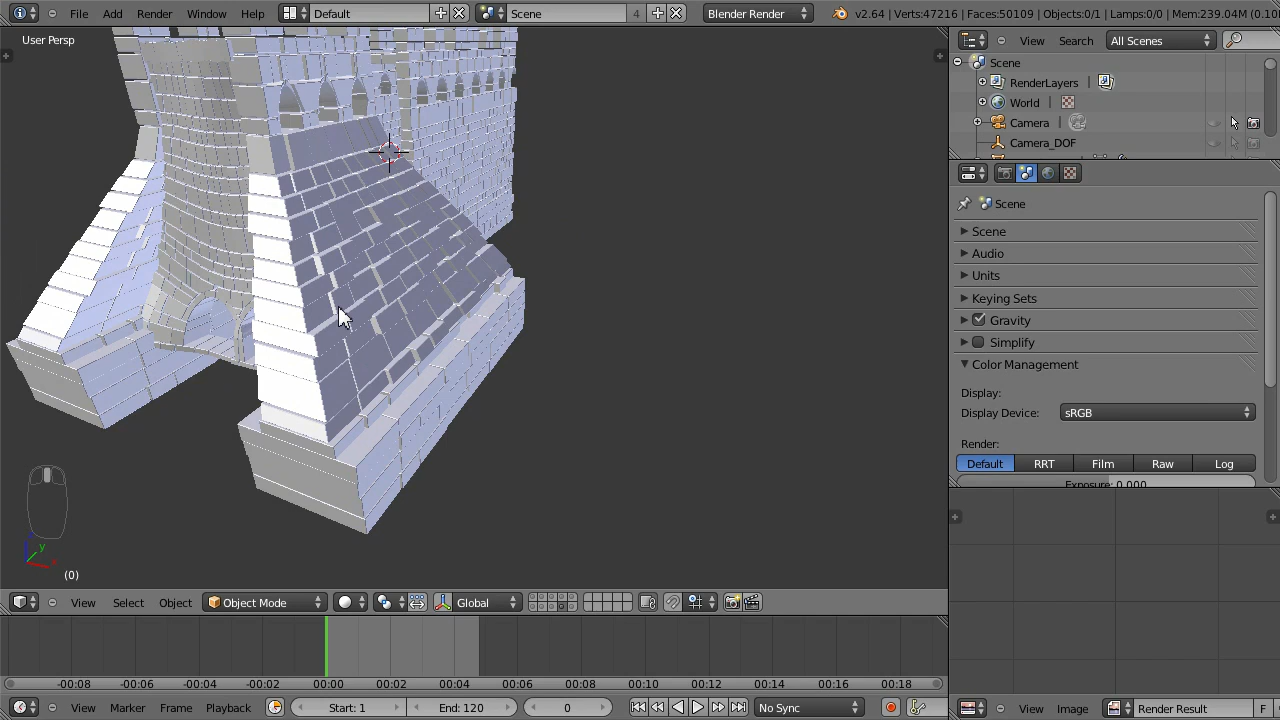 File Add Render Window Help Default Scene 4 Blender Render v2.64 | Verts:47216 | Faces:50109 | Objects:0/1 | Lamps:0/0 | Mem:239.04M (0.10
User Persp
View Search All Scenes
Scene
RenderLayers
World
Camera
Camera_DOF
Scene
Scene
Audio
Units
Keying Sets
Gravity
Simplify
Color Management
Display:
Display Device: sRGB
Render:
Default RRT Film Raw Log
Exposure: 0.000
z y x
(0)
View Select Object Object Mode Global
-00:08 -00:06 -00:04 -00:02 00:00 00:02 00:04 00:06 00:08 00:10 00:12 00:14 00:16 00:18
View Marker Frame Playback Start: 1 End: 120 0 No Sync
View Image Render Result F